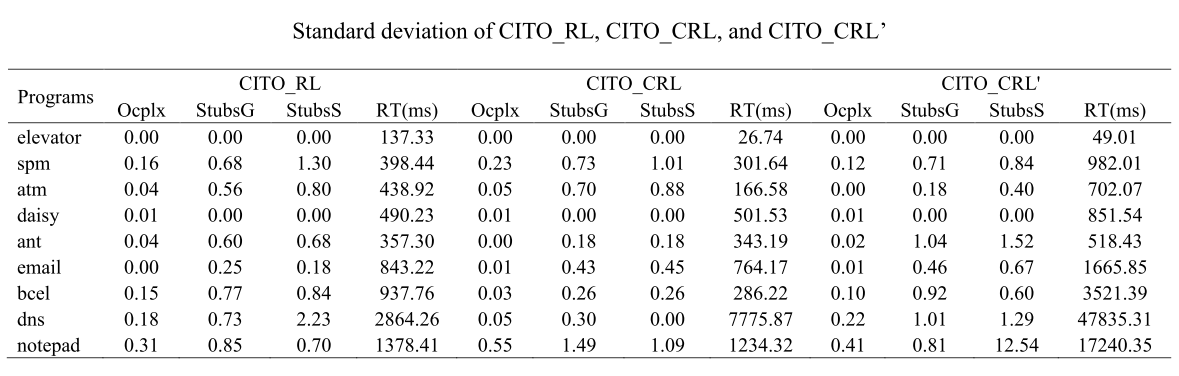 Standard deviation of CITO_RL, CITO_CRL, and CITO_CRL’
Programs CITO_RL CITO_CRL CITO_CRL'
Ocplx StubsG StubsS RT(ms) Ocplx StubsG StubsS RT(ms) Ocplx StubsG StubsS RT(ms)
elevator 0.00 0.00 0.00 137.33 0.00 0.00 0.00 26.74 0.00 0.00 0.00 49.01
spm 0.16 0.68 1.30 398.44 0.23 0.73 1.01 301.64 0.12 0.71 0.84 982.01
atm 0.04 0.56 0.80 438.92 0.05 0.70 0.88 166.58 0.00 0.18 0.40 702.07
daisy 0.01 0.00 0.00 490.23 0.01 0.00 0.00 501.53 0.01 0.00 0.00 851.54
ant 0.04 0.60 0.68 357.30 0.00 0.18 0.18 343.19 0.02 1.04 1.52 518.43
email 0.00 0.25 0.18 843.22 0.01 0.43 0.45 764.17 0.01 0.46 0.67 1665.85
bcel 0.15 0.77 0.84 937.76 0.03 0.26 0.26 286.22 0.10 0.92 0.60 3521.39
dns 0.18 0.73 2.23 2864.26 0.05 0.30 0.00 7775.87 0.22 1.01 1.29 47835.31
notepad 0.31 0.85 0.70 1378.41 0.55 1.49 1.09 1234.32 0.41 0.81 12.54 17240.35